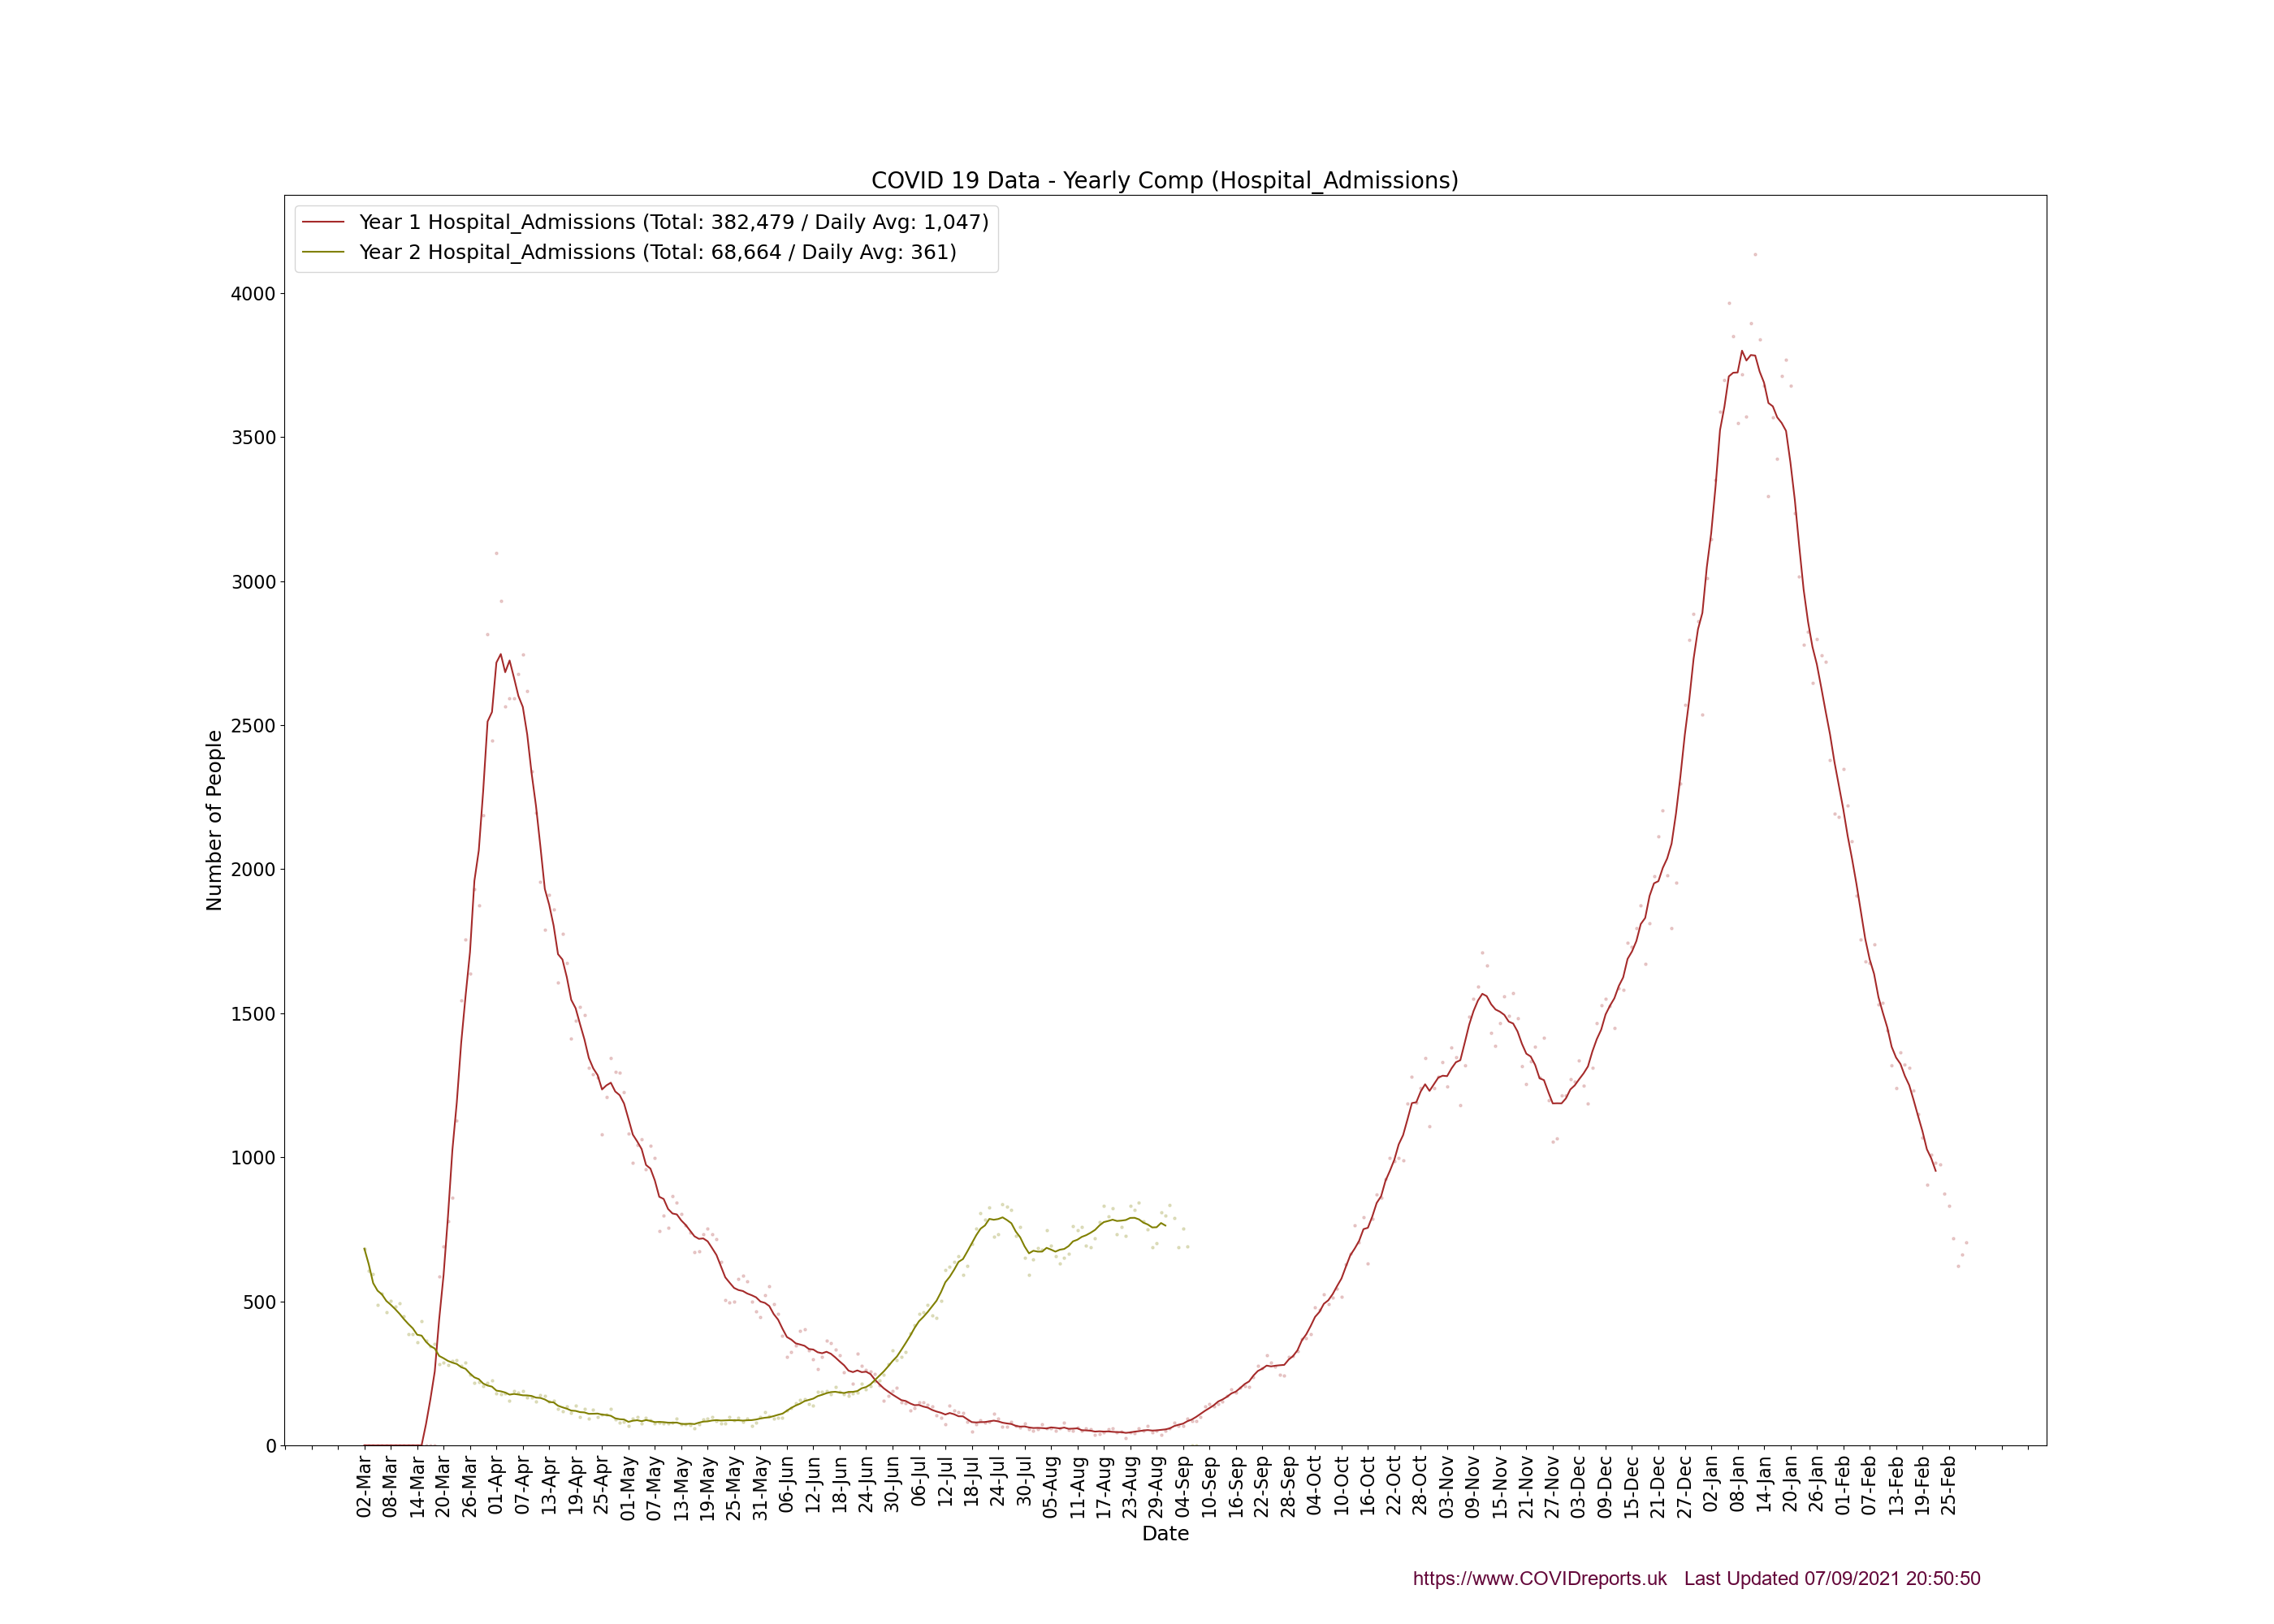 COVID 19 Data - Yearly Comp (Hospital_Admissions)
Year 1 Hospital_Admissions (Total: 382,479 / Daily Avg: 1,047)
Year 2 Hospital_Admissions (Total: 68,664 / Daily Avg: 361)
4000
3500
3000
2500
2000
1500
1000
500
0
Number of People
02-Mar
08-Mar
14-Mar
20-Mar
26-Mar
01-Apr
07-Apr
13-Apr
19-Apr
25-Apr
01-May
07-May
13-May
19-May
25-May
31-May
06-Jun
12-Jun
18-Jun
24-Jun
30-Jun
06-Jul
12-Jul
18-Jul
24-Jul
30-Jul
05-Aug
11-Aug
17-Aug
23-Aug
29-Aug
04-Sep
10-Sep
16-Sep
22-Sep
28-Sep
04-Oct
10-Oct
16-Oct
22-Oct
28-Oct
03-Nov
09-Nov
15-Nov
21-Nov
27-Nov
03-Dec
09-Dec
15-Dec
21-Dec
27-Dec
02-Jan
08-Jan
14-Jan
20-Jan
26-Jan
01-Feb
07-Feb
13-Feb
19-Feb
25-Feb
Date
https://www.COVIDreports.uk Last Updated 07/09/2021 20:50:50